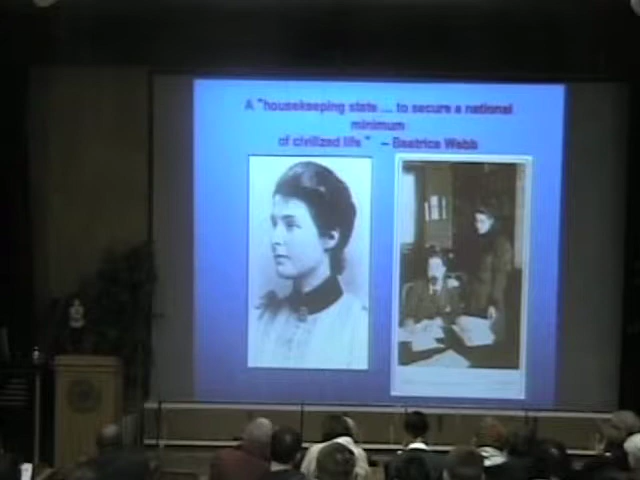 A "housekeeping state ... to secure a national
minimum
of civilized life " – Beatrice Webb